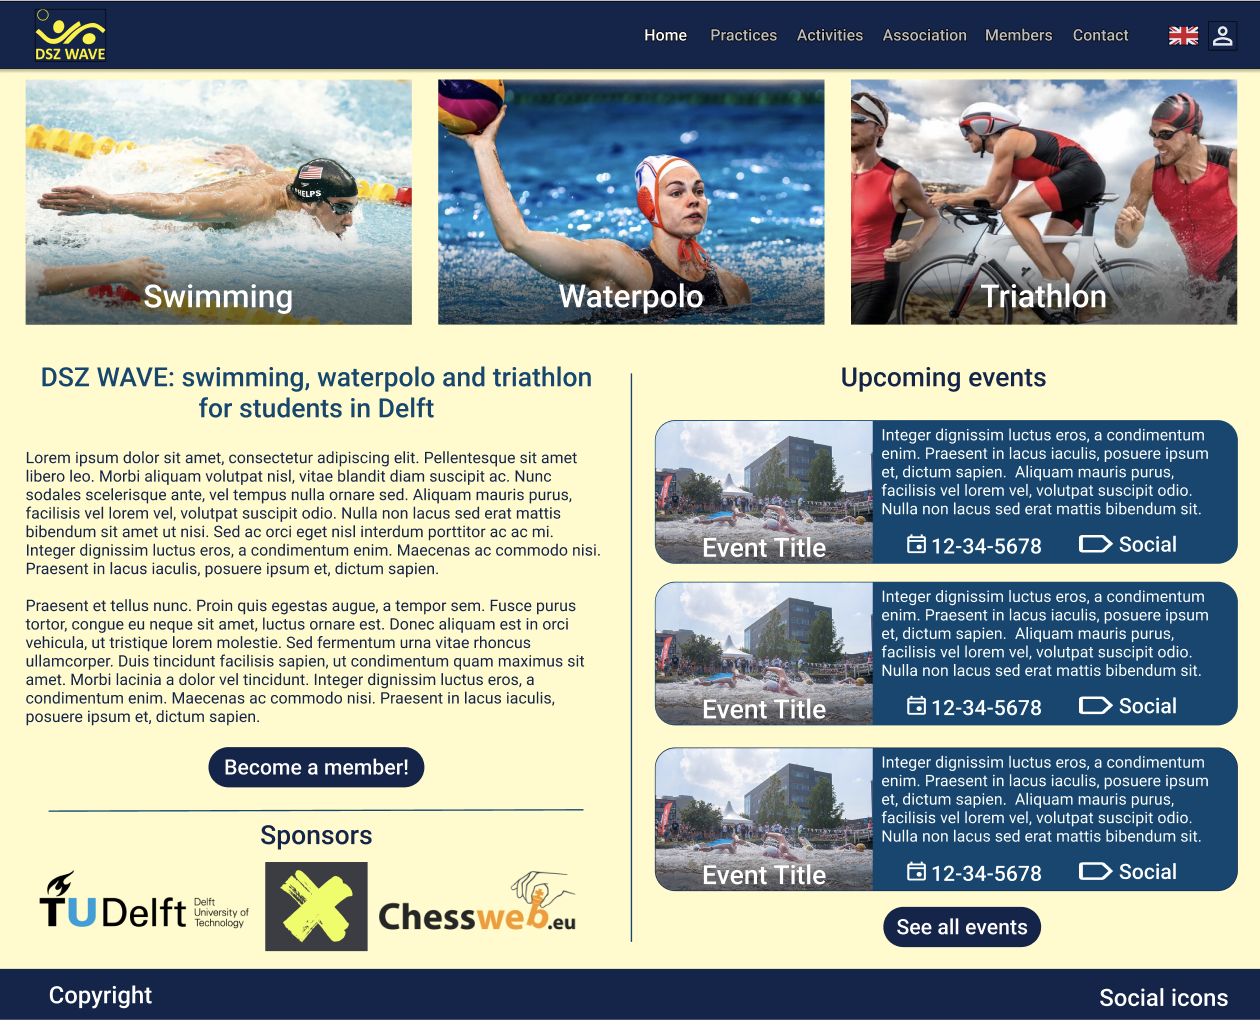 DSZ WAVE
Home Practices Activities Association Members Contact
PHELPS
Swimming
Waterpolo
Triathlon
DSZ WAVE: swimming, waterpolo and triathlon
for students in Delft
Lorem ipsum dolor sit amet, consectetur adipiscing elit. Pellentesque sit amet
libero leo. Morbi aliquam volutpat nisl, vitae blandit diam suscipit ac. Nunc
sodales scelerisque ante, vel tempus nulla ornare sed. Aliquam mauris purus,
facilisis vel lorem vel, volutpat suscipit odio. Nulla non lacus sed erat mattis
bibendum sit amet ut nisi. Sed ac orci eget nisl interdum porttitor ac ac mi.
Integer dignissim luctus eros, a condimentum enim. Maecenas ac commodo nisi.
Praesent in lacus iaculis, posuere ipsum et, dictum sapien.
Praesent et tellus nunc. Proin quis egestas augue, a tempor sem. Fusce purus
tortor, congue eu neque sit amet, luctus ornare est. Donec aliquam est in orci
vehicula, ut tristique lorem molestie. Sed fermentum urna vitae rhoncus
ullamcorper. Duis tincidunt facilisis sapien, ut condimentum quam maximus sit
amet. Morbi lacinia a dolor vel tincidunt. Integer dignissim luctus eros, a
condimentum enim. Maecenas ac commodo nisi. Praesent in lacus iaculis,
posuere ipsum et, dictum sapien.
Become a member!
Sponsors
TU Delft
Delft
University of
Technology
Chessweb.eu
Upcoming events
Integer dignissim luctus eros, a condimentum
enim. Praesent in lacus iaculis, posuere ipsum
et, dictum sapien.  Aliquam mauris purus,
facilisis vel lorem vel, volutpat suscipit odio.
Nulla non lacus sed erat mattis bibendum sit.
Event Title
12-34-5678
Social
Integer dignissim luctus eros, a condimentum
enim. Praesent in lacus iaculis, posuere ipsum
et, dictum sapien.  Aliquam mauris purus,
facilisis vel lorem vel, volutpat suscipit odio.
Nulla non lacus sed erat mattis bibendum sit.
Event Title
12-34-5678
Social
Integer dignissim luctus eros, a condimentum
enim. Praesent in lacus iaculis, posuere ipsum
et, dictum sapien.  Aliquam mauris purus,
facilisis vel lorem vel, volutpat suscipit odio.
Nulla non lacus sed erat mattis bibendum sit.
Event Title
12-34-5678
Social
See all events
Copyright
Social icons